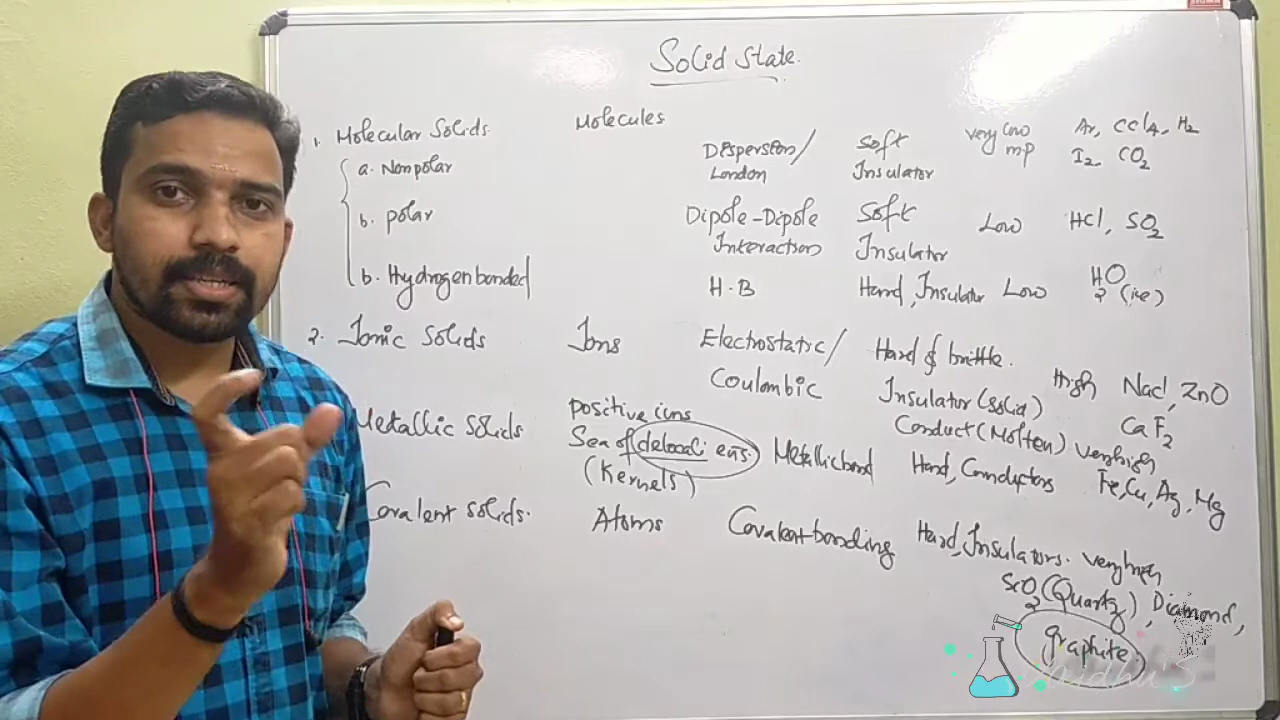 Solid State.
1. Molecular Solids. Molecules
a. Nonpolar Dispersion/ London Soft Insulator very low mp Ar, CCl4, H2 I2 CO2
b. polar Dipole-Dipole Interaction Soft Insulator Low HCl, SO2
b. Hydrogen bonded H.B Hard, Insulator Low H2O (ice)
2. Ionic Solids Ions Electrostatic/ Coulombic Hard & brittle. Insulator (solid) Conduct (Molten) High NaCl, ZnO CaF2
Metallic Solids positive ions Sea of delocali ens. (Kernels) Metallic bond Hard, Conductors very high Fe, Cu, Ag, Mg
Covalent Solids. Atoms Covalent bonding Hard, Insulators. very high
SiO2 (Quartz), Diamond,
graphite.